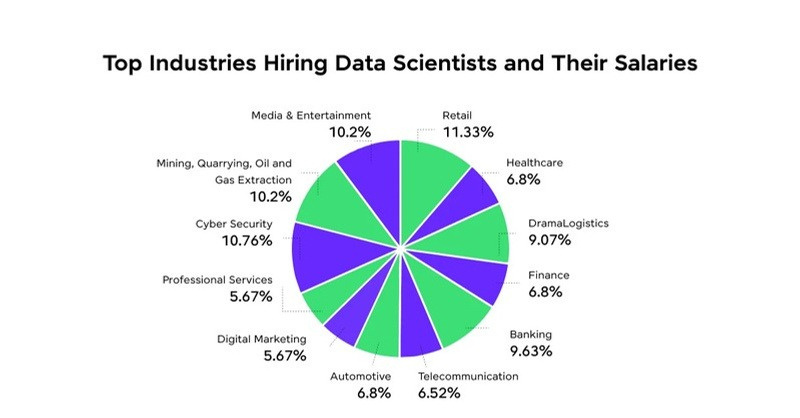 Top Industries Hiring Data Scientists and Their Salaries
Media & Entertainment
10.2%
Retail
11.33%
Mining, Quarrying, Oil and
Gas Extraction
10.2%
Healthcare
6.8%
Cyber Security
10.76%
DramaLogistics
9.07%
Professional Services
5.67%
Finance
6.8%
Digital Marketing
5.67%
Banking
9.63%
Automotive
6.8%
Telecommunication
6.52%